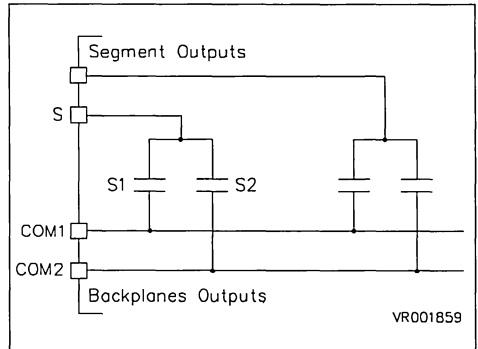 Segment Outputs
S
S1
S2
COM1
COM2
Backplanes Outputs
VR001859